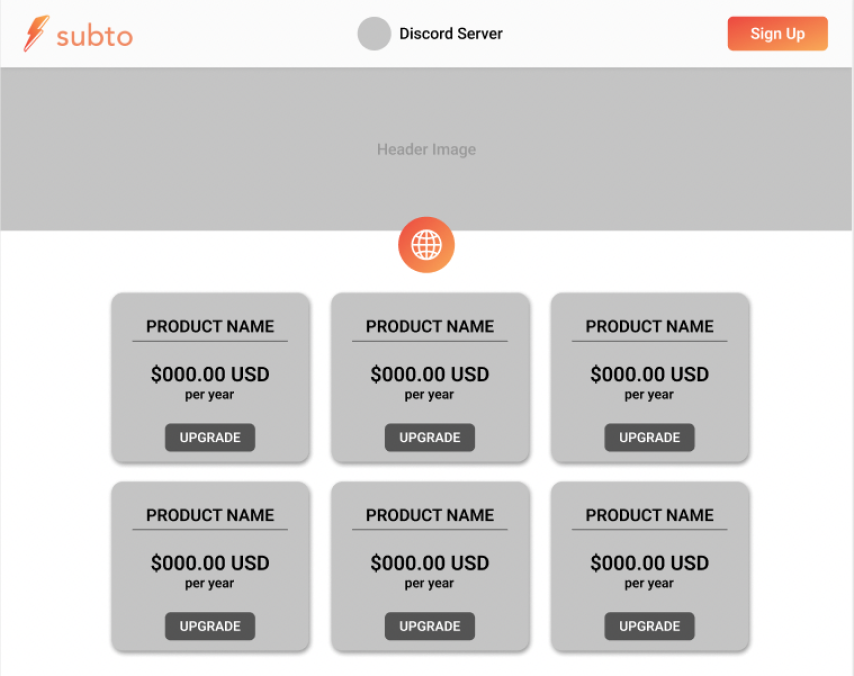 subto
Discord Server
Sign Up
Header Image
PRODUCT NAME
$000.00 USD
per year
UPGRADE
PRODUCT NAME
$000.00 USD
per year
UPGRADE
PRODUCT NAME
$000.00 USD
per year
UPGRADE
PRODUCT NAME
$000.00 USD
per year
UPGRADE
PRODUCT NAME
$000.00 USD
per year
UPGRADE
PRODUCT NAME
$000.00 USD
per year
UPGRADE